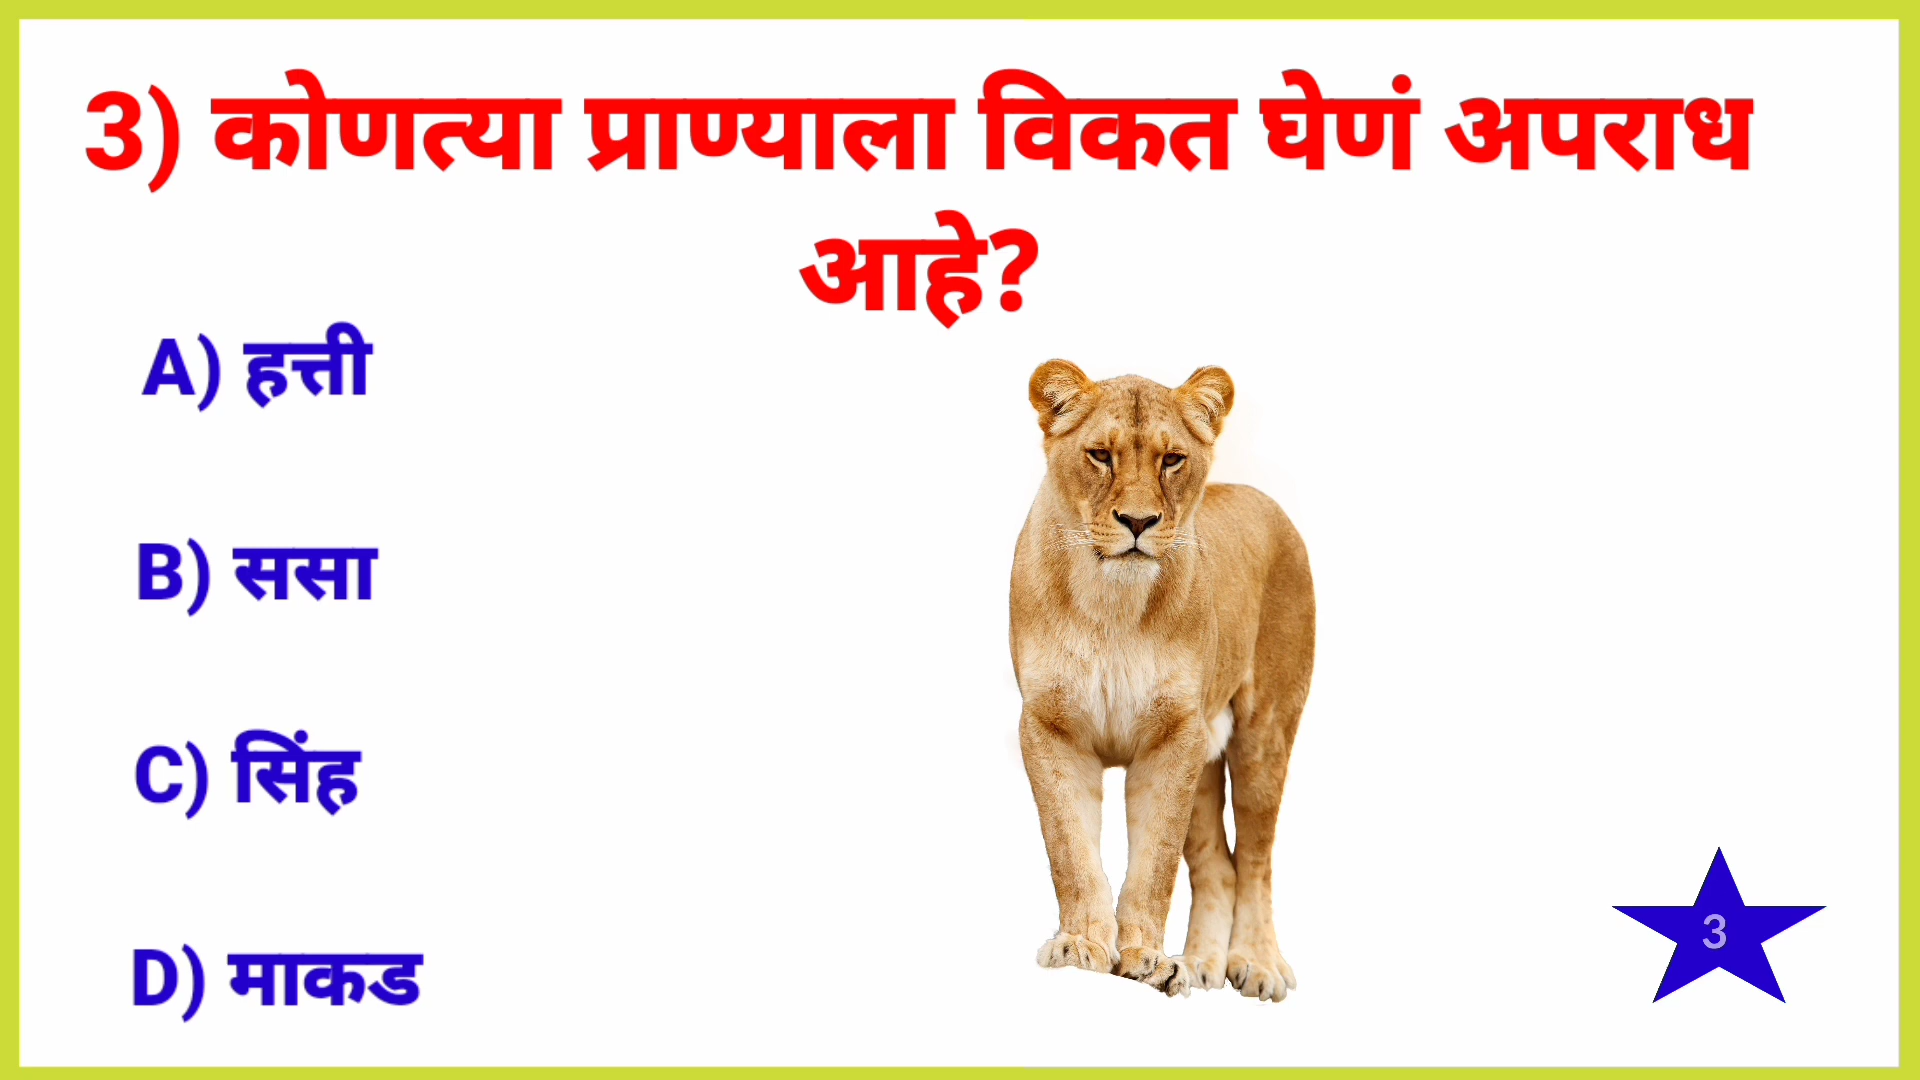 3) कोणत्या प्राण्याला विकत घेणं अपराध
आहे?
A) हत्ती
B) ससा
C) सिंह
D) माकड
3